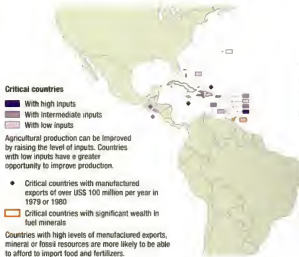 Critical countries
With high inputs
With intermediate inputs
With low inputs
Agricultural production can be improved
by raising the level of inputs. Countries
with low inputs have a greater
opportunity to improve production.
Critical countries with manufactured
exports of over US$ 100 million per year in
1979 or 1980
Critical countries with significant wealth in
fuel minerals
Countries with high levels of manufactured exports,
mineral or fossil resources are more likely to be able
to afford to import food and fertilizers.